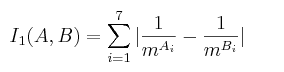 I_1(A, B) = \sum_{i=1}^{7} | \frac{1}{m^{A_i}} - \frac{1}{m^{B_i}} |